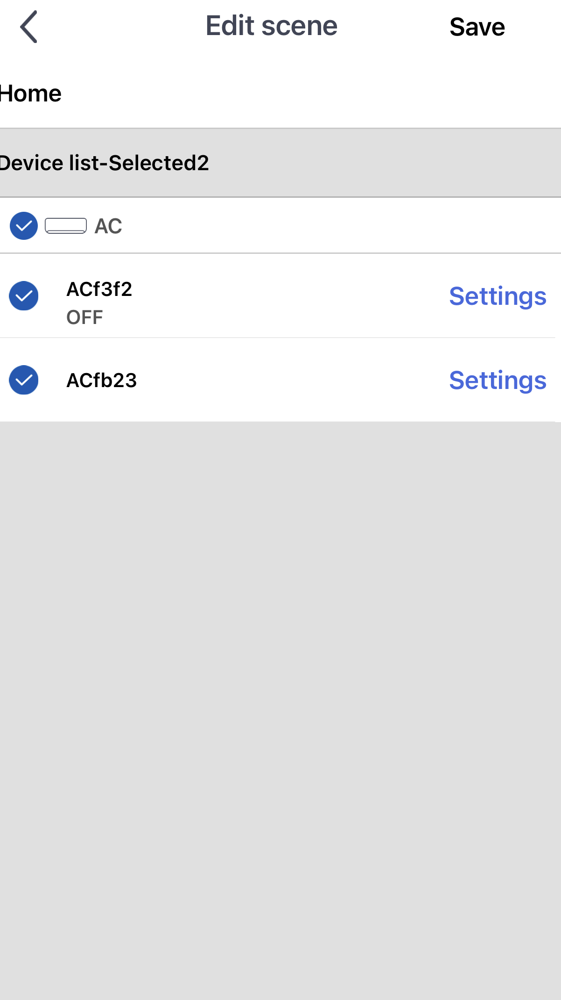 Edit scene
Save
Home
Device list-Selected2
AC
ACf3f2
Settings
OFF
ACfb23
Settings